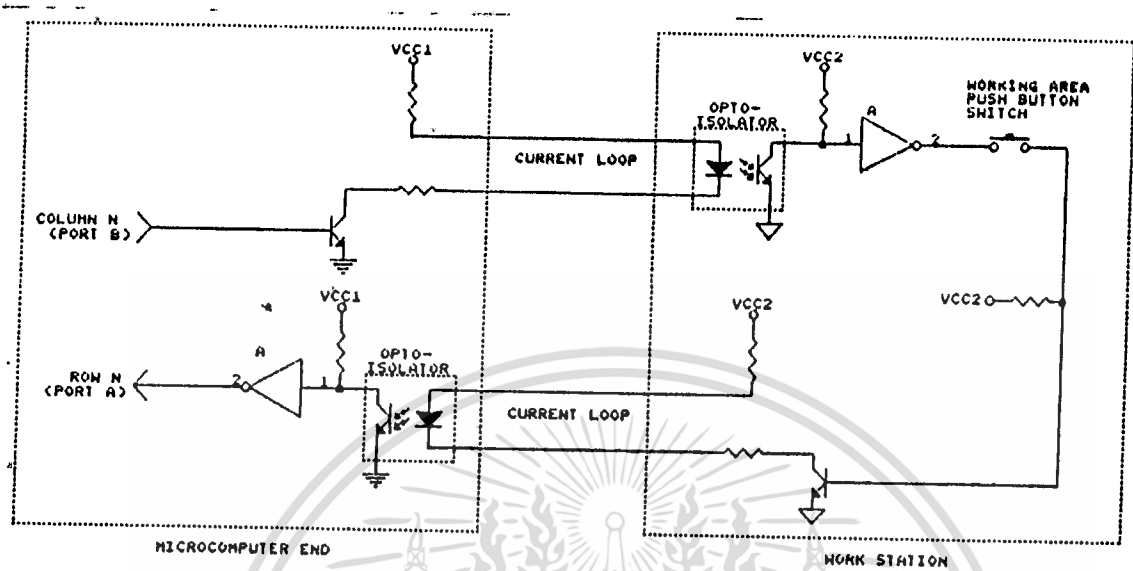 VCC1
VCC2
WORKING AREA
PUSH BUTTON
SWITCH
OPTO-
ISOLATOR
A
1
2
CURRENT LOOP
COLUMN N
(PORT B)
VCC1
VCC2
VCC2
A
OPTO-
ISOLATOR
2
1
ROW N
(PORT A)
CURRENT LOOP
MICROCOMPUTER END
WORK STATION